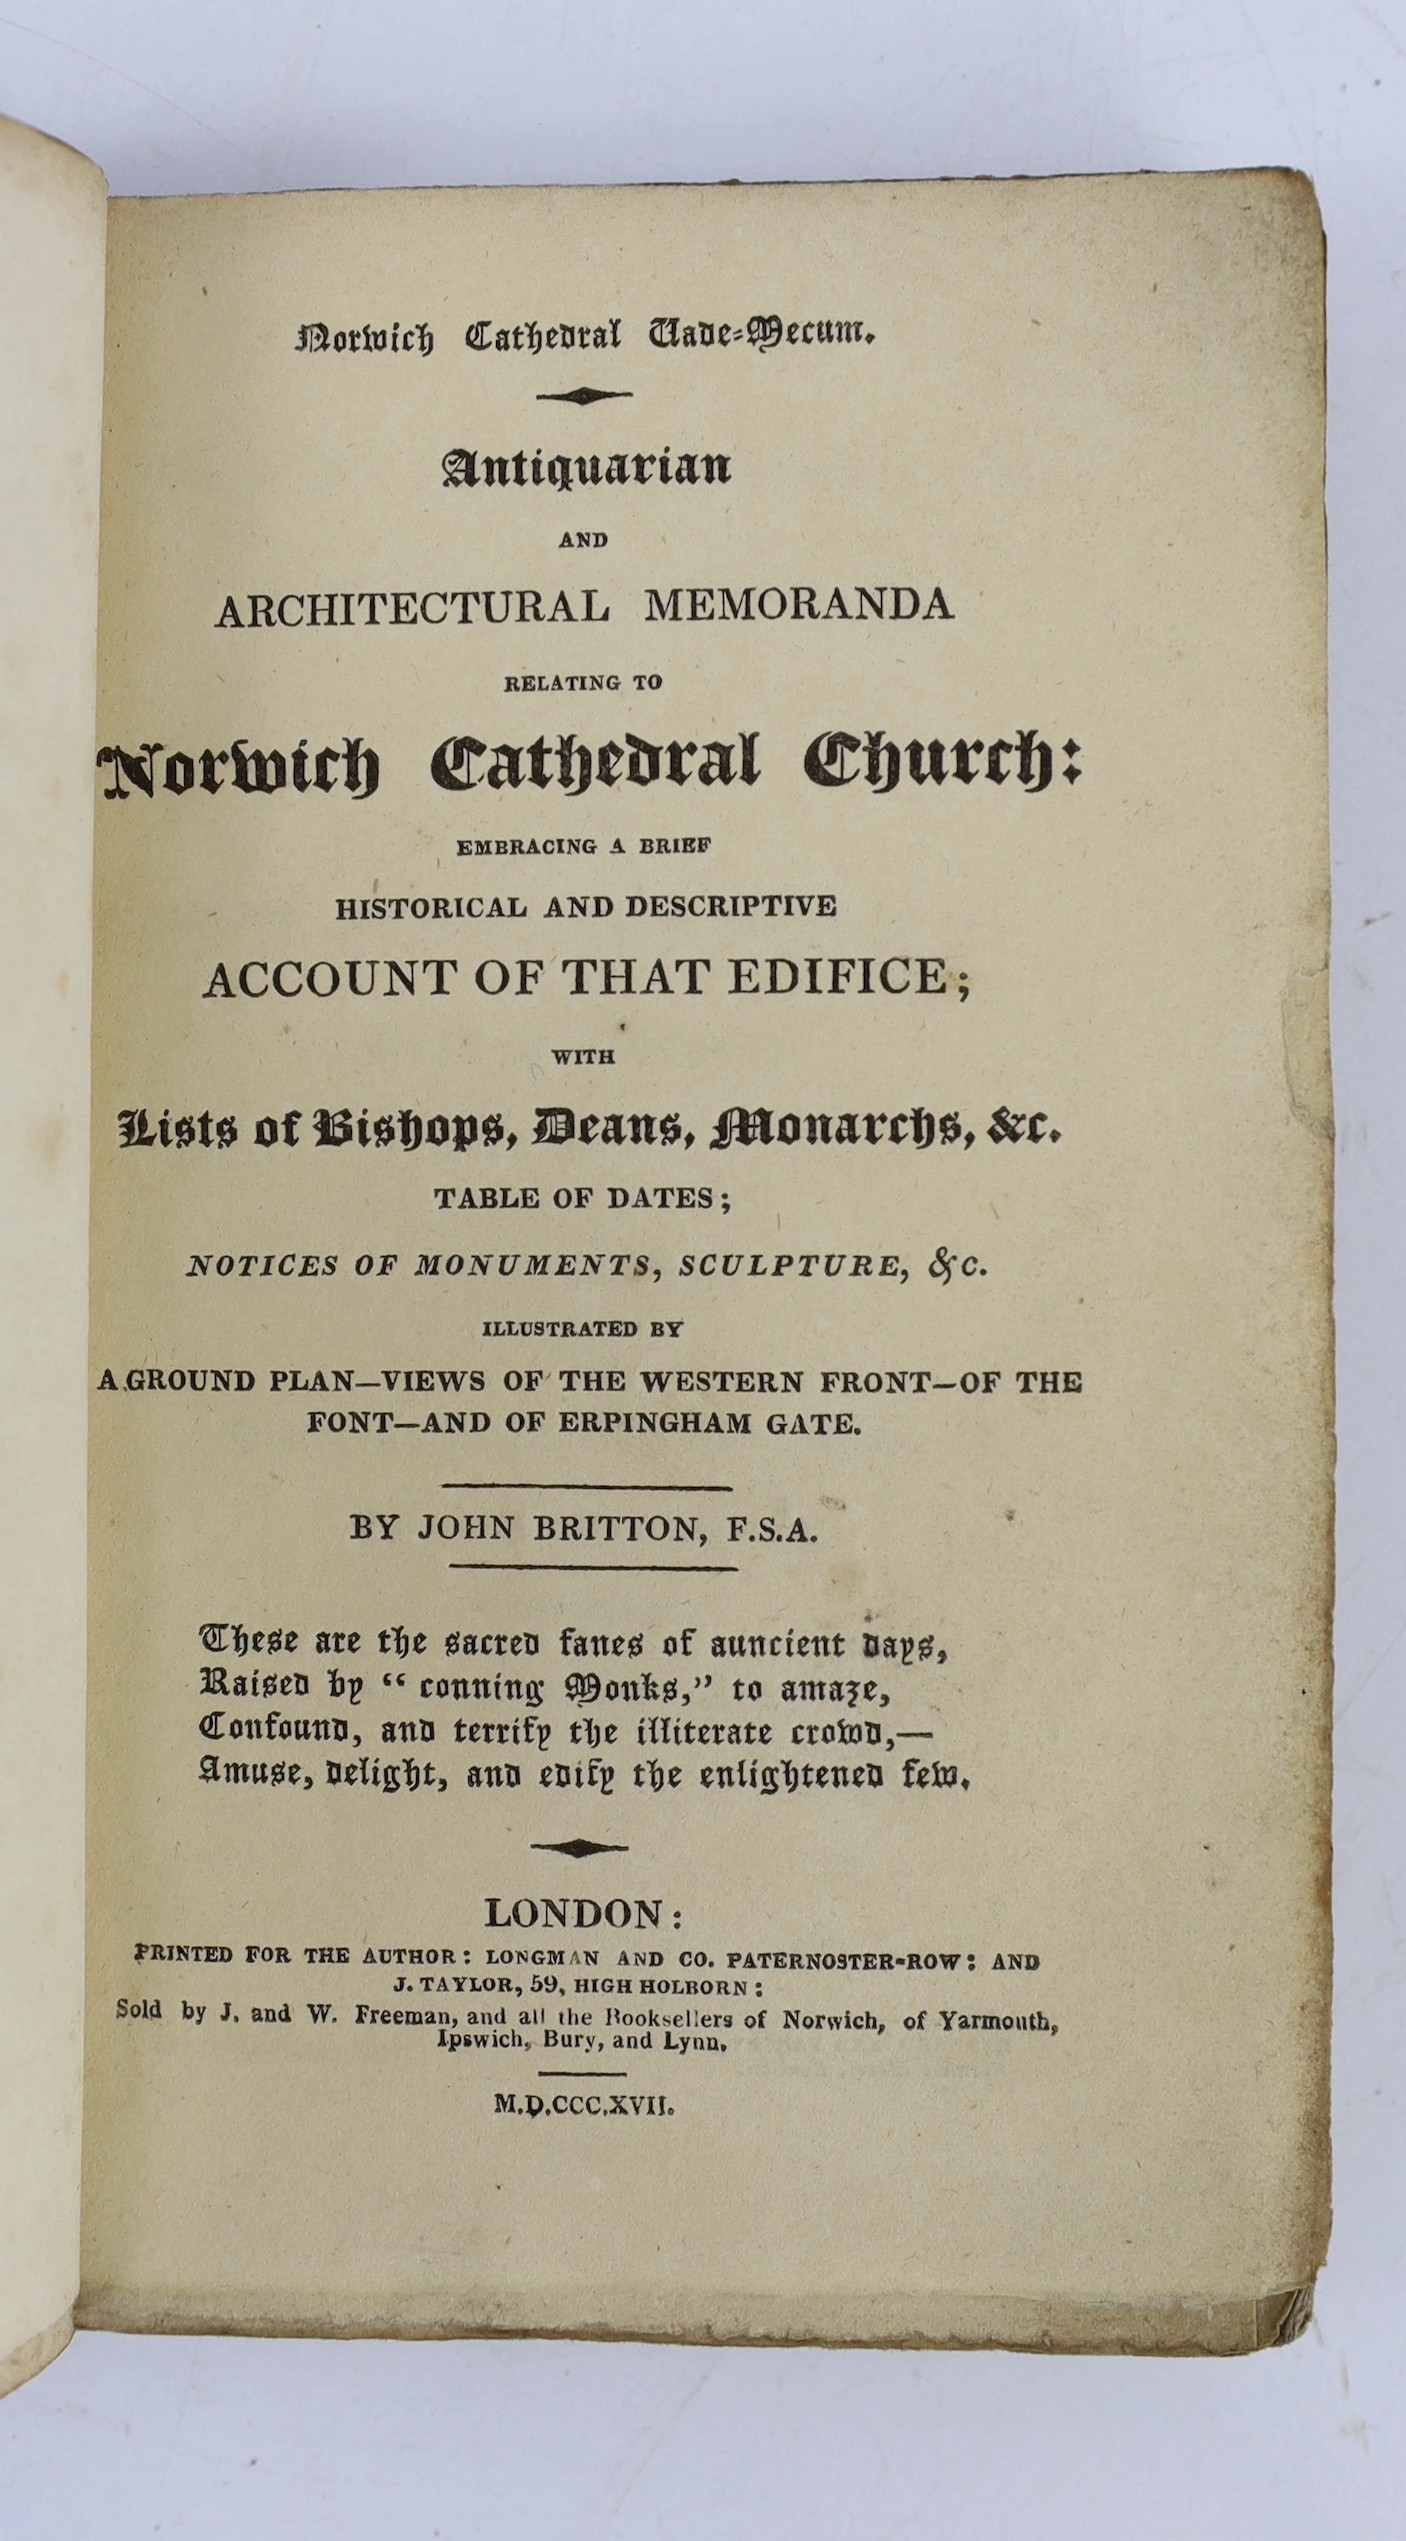 Norwich Cathedral Vade-Mecum.
Antiquarian
AND
ARCHITECTURAL MEMORANDA
RELATING TO
Norwich Cathedral Church:
EMBRACING A BRIEF
HISTORICAL AND DESCRIPTIVE
ACCOUNT OF THAT EDIFICE;
WITH
Lists of Bishops, Deans, Monarchs, &c.
TABLE OF DATES;
NOTICES OF MONUMENTS, SCULPTURE, &c.
ILLUSTRATED BY
A GROUND PLAN—VIEWS OF THE WESTERN FRONT—OF THE
FONT—AND OF ERPINGHAM GATE.
BY JOHN BRITTON, F.S.A.
These are the sacred fanes of auncient days,
Raised by “ conning Monks,” to amaze,
Confound, and terrify the illiterate crowd,—
Amuse, delight, and edify the enlightened few.
LONDON:
PRINTED FOR THE AUTHOR: LONGMAN AND CO. PATERNOSTER-ROW: AND
J. TAYLOR, 59, HIGH HOLBORN:
Sold by J. and W. Freeman, and all the Booksellers of Norwich, of Yarmouth,
Ipswich, Bury, and Lynn.
M.D.CCC.XVII.